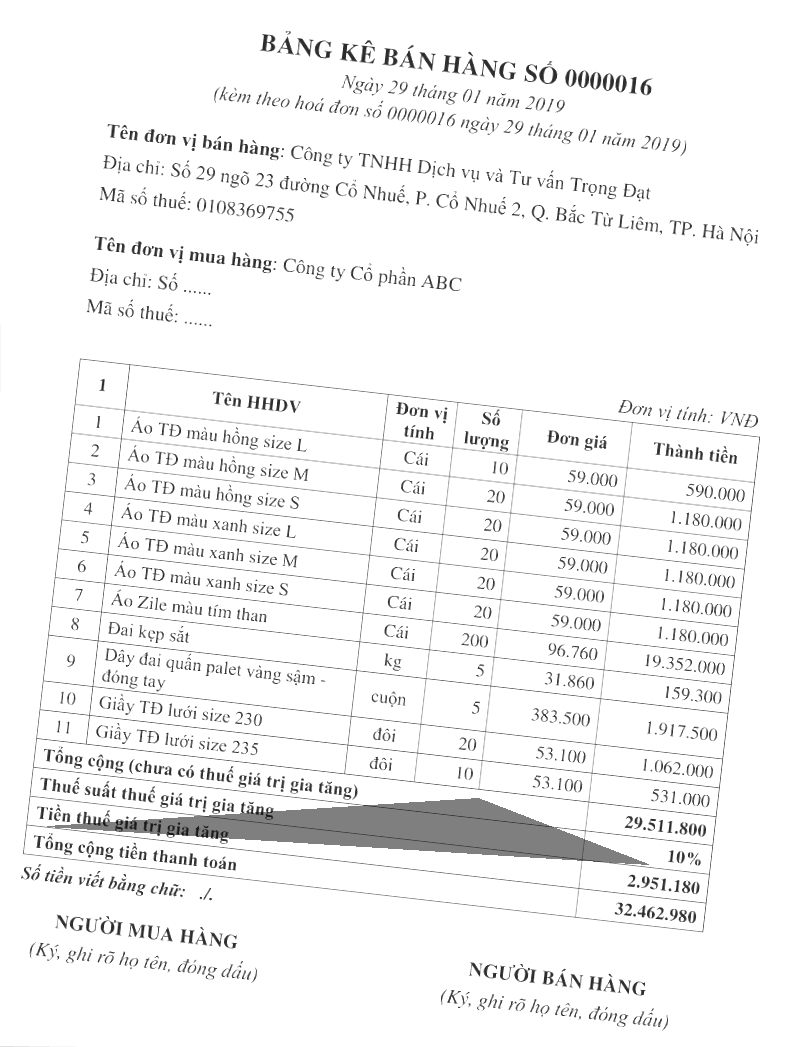 BẢNG KÊ BÁN HÀNG SỐ 0000016
Ngày 29 tháng 01 năm 2019
(kèm theo hoá đơn số 0000016 ngày 29 tháng 01 năm 2019)
Tên đơn vị bán hàng: Công ty TNHH Dịch vụ và Tư vấn Trọng Đạt
Địa chỉ: Số 29 ngõ 23 đường Cổ Nhuế, P. Cổ Nhuế 2, Q. Bắc Từ Liêm, TP. Hà Nội
Mã số thuế: 0108369755
Tên đơn vị mua hàng: Công ty Cổ phần ABC
Địa chỉ: Số ......
Mã số thuế: ......
Đơn vị tính: VNĐ
1 Tên HHDV Đơn vị tính Số lượng Đơn giá Thành tiền
1 Áo TĐ màu hồng size L Cái 10 59.000 590.000
2 Áo TĐ màu hồng size M Cái 20 59.000 1.180.000
3 Áo TĐ màu hồng size S Cái 20 59.000 1.180.000
4 Áo TĐ màu xanh size L Cái 20 59.000 1.180.000
5 Áo TĐ màu xanh size M Cái 20 59.000 1.180.000
6 Áo TĐ màu xanh size S Cái 20 59.000 1.180.000
7 Áo Zile màu tím than Cái 200 96.760 19.352.000
8 Đai kẹp sắt kg 5 31.860 159.300
9 Dây đai quấn palet vàng sậm - đóng tay cuộn 5 383.500 1.917.500
10 Giầy TĐ lưới size 230 đôi 20 53.100 1.062.000
11 Giầy TĐ lưới size 235 đôi 10 53.100 531.000
Tổng cộng (chưa có thuế giá trị gia tăng) 29.511.800
Thuế suất thuế giá trị gia tăng 10%
Tiền thuế giá trị gia tăng 2.951.180
Tổng cộng tiền thanh toán 32.462.980
Số tiền viết bằng chữ: ./.
NGƯỜI MUA HÀNG
(Ký, ghi rõ họ tên, đóng dấu)
NGƯỜI BÁN HÀNG
(Ký, ghi rõ họ tên, đóng dấu)